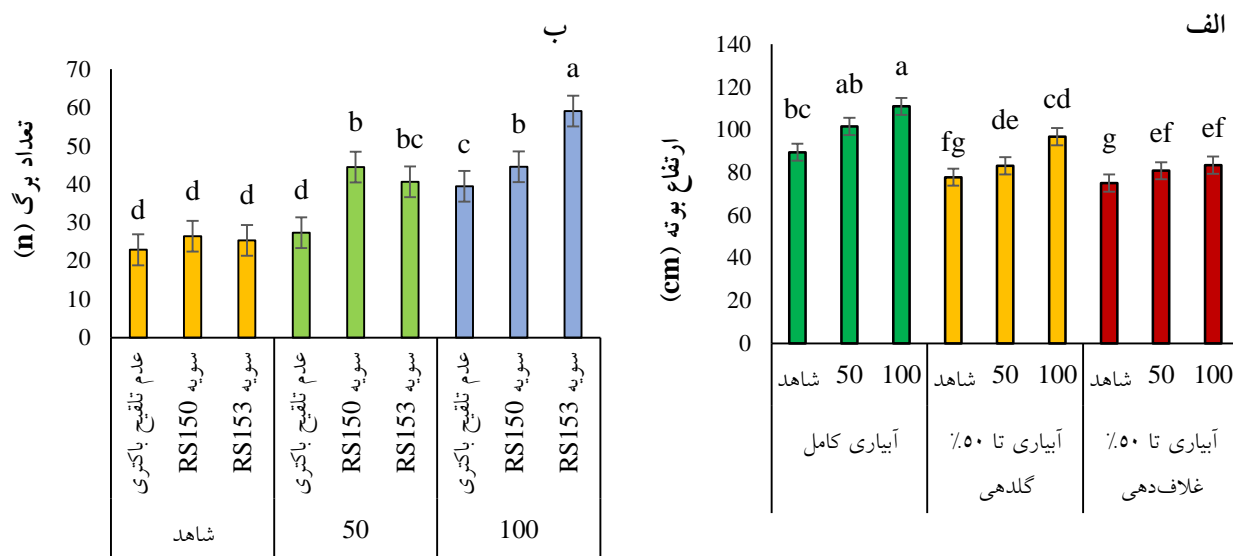 الف
ارتفاع بوته (cm)
140
120
100
80
60
40
20
0
bc
ab
a
fg
de
cd
g
ef
ef
شاهد
50
100
شاهد
50
100
شاهد
50
100
آبیاری کامل
آبیاری تا ۵۰٪
گلدهی
آبیاری تا ۵۰٪
غلاف‌دهی
ب
تعداد برگ (n)
70
60
50
40
30
20
10
0
d
d
d
d
b
bc
c
b
a
عدم تلقیح باکتری
سویه RS150
سویه RS153
عدم تلقیح باکتری
سویه RS150
سویه RS153
عدم تلقیح باکتری
سویه RS150
سویه RS153
شاهد
50
100